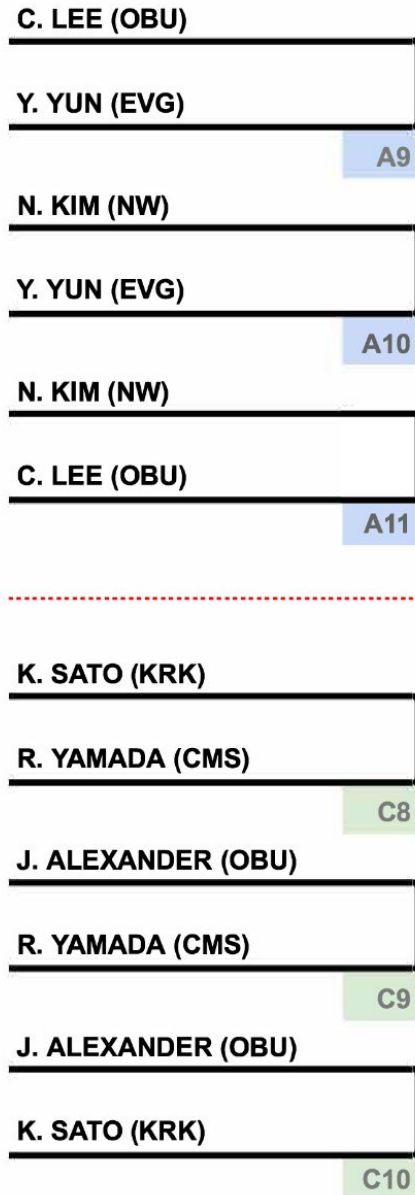 C. LEE (OBU)
Y. YUN (EVG)
A9
N. KIM (NW)
Y. YUN (EVG)
A10
N. KIM (NW)
C. LEE (OBU)
A11
K. SATO (KRK)
R. YAMADA (CMS)
C8
J. ALEXANDER (OBU)
R. YAMADA (CMS)
C9
J. ALEXANDER (OBU)
K. SATO (KRK)
C10